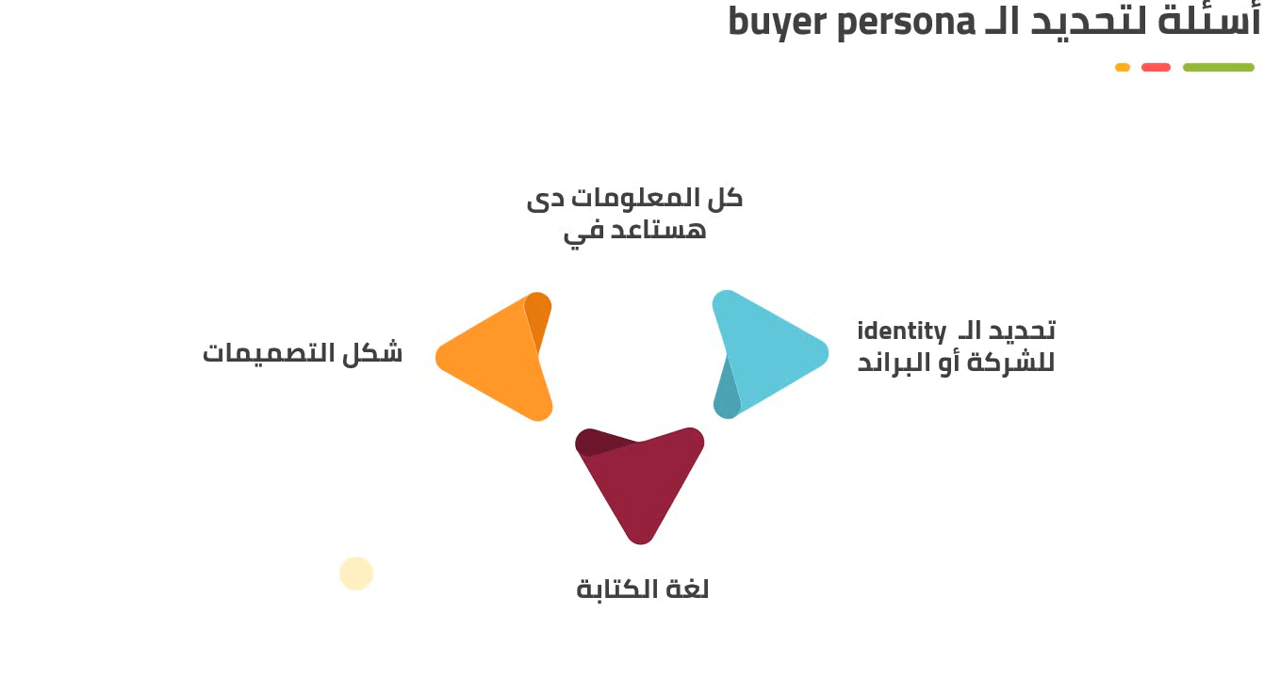 أسئلة لتحديد الـ buyer persona
كل المعلومات دى
هستاعد في
تحديد الـ identity
للشركة أو البراند
شكل التصميمات
لغة الكتابة